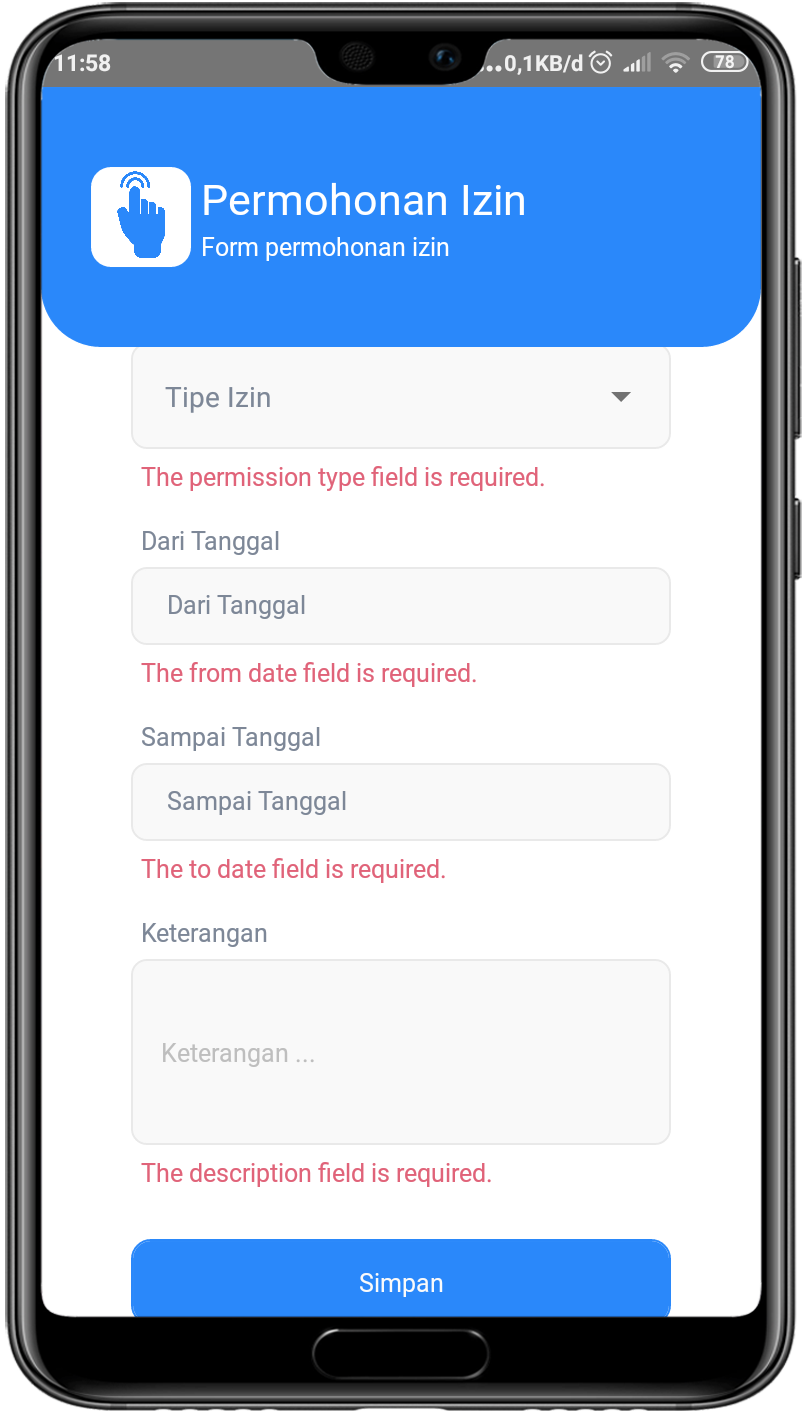 11:58
...0,1KB/d
78
Permohonan Izin
Form permohonan izin
Tipe Izin
The permission type field is required.
Dari Tanggal
Dari Tanggal
The from date field is required.
Sampai Tanggal
Sampai Tanggal
The to date field is required.
Keterangan
Keterangan ...
The description field is required.
Simpan